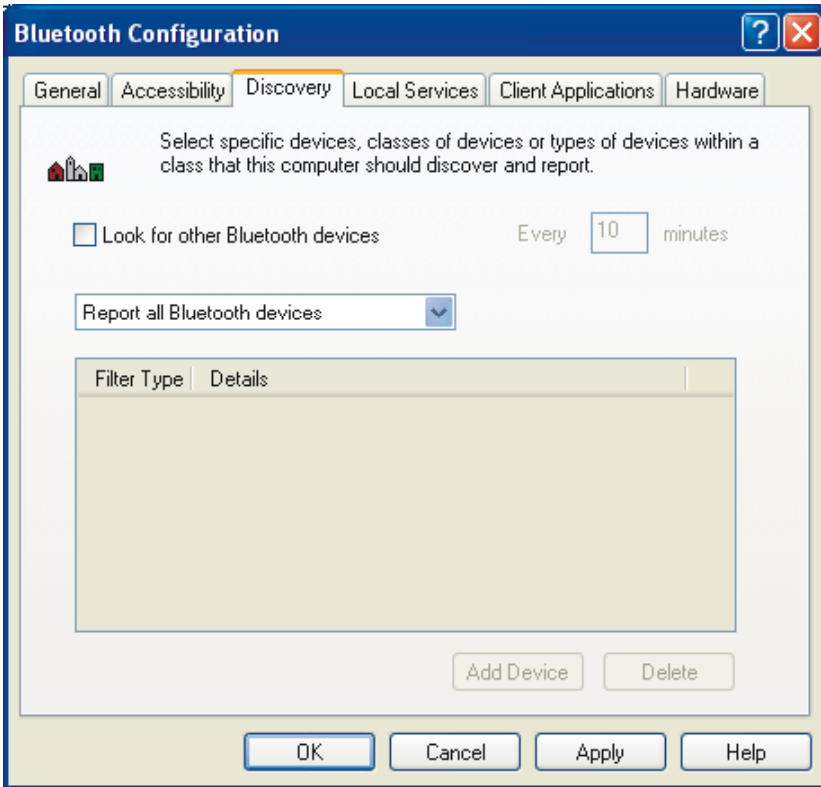 Bluetooth Configuration
General Accessibility Discovery Local Services Client Applications Hardware
Select specific devices, classes of devices or types of devices within a
class that this computer should discover and report.
Look for other Bluetooth devices Every 10 minutes
Report all Bluetooth devices
Filter Type Details
Add Device Delete
OK Cancel Apply Help